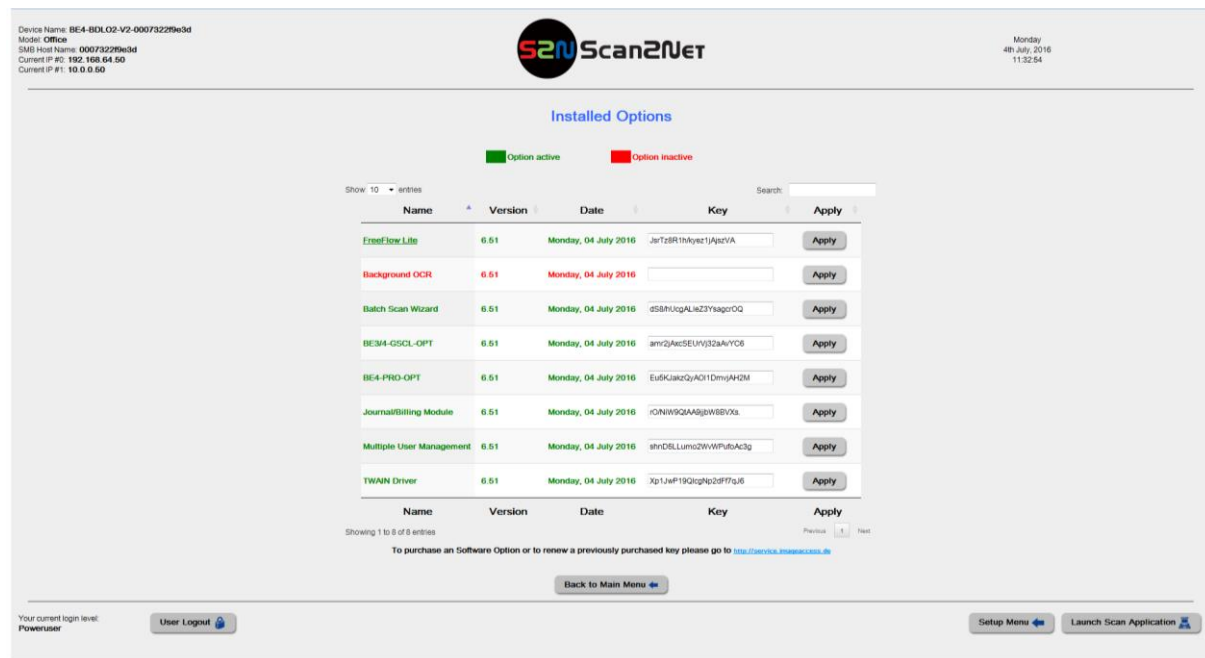 Device Name: BE4-BDLO2-V2-0007322f9e3d
Model: Office
SMB Host Name: 0007322f9e3d
Current IP #0: 192.168.64.50
Current IP #1: 10.0.0.50
S2N Scan2Net
Monday
4th July, 2016
11:32:54
Installed Options
Option active Option inactive
Show 10 entries Search:
Name Version Date Key Apply
FreeFlow Lite 6.51 Monday, 04 July 2016 JsrTz8R1h/kyez1jAjszVA Apply
Background OCR 6.51 Monday, 04 July 2016 Apply
Batch Scan Wizard 6.51 Monday, 04 July 2016 dS8/hUcgALieZ3YsagcrOQ Apply
BE3/4-GSCL-OPT 6.51 Monday, 04 July 2016 amr2jAxcSEUrVj32aAvYC6 Apply
BE4-PRO-OPT 6.51 Monday, 04 July 2016 Eu5KJakzQyAOI1DmvjAH2M Apply
Journal/Billing Module 6.51 Monday, 04 July 2016 rO/NIW9QtAA9jjbW8BVXs. Apply
Multiple User Management 6.51 Monday, 04 July 2016 shnD5LLumo2WvWPufoAc3g Apply
TWAIN Driver 6.51 Monday, 04 July 2016 Xp1JwP19QIcgNp2dFf7qJ6 Apply
Name Version Date Key Apply
Showing 1 to 8 of 8 entries Previous 1 Next
To purchase an Software Option or to renew a previously purchased key please go to http://service.imageaccess.de
Back to Main Menu
Your current login level:
Poweruser
User Logout Setup Menu Launch Scan Application